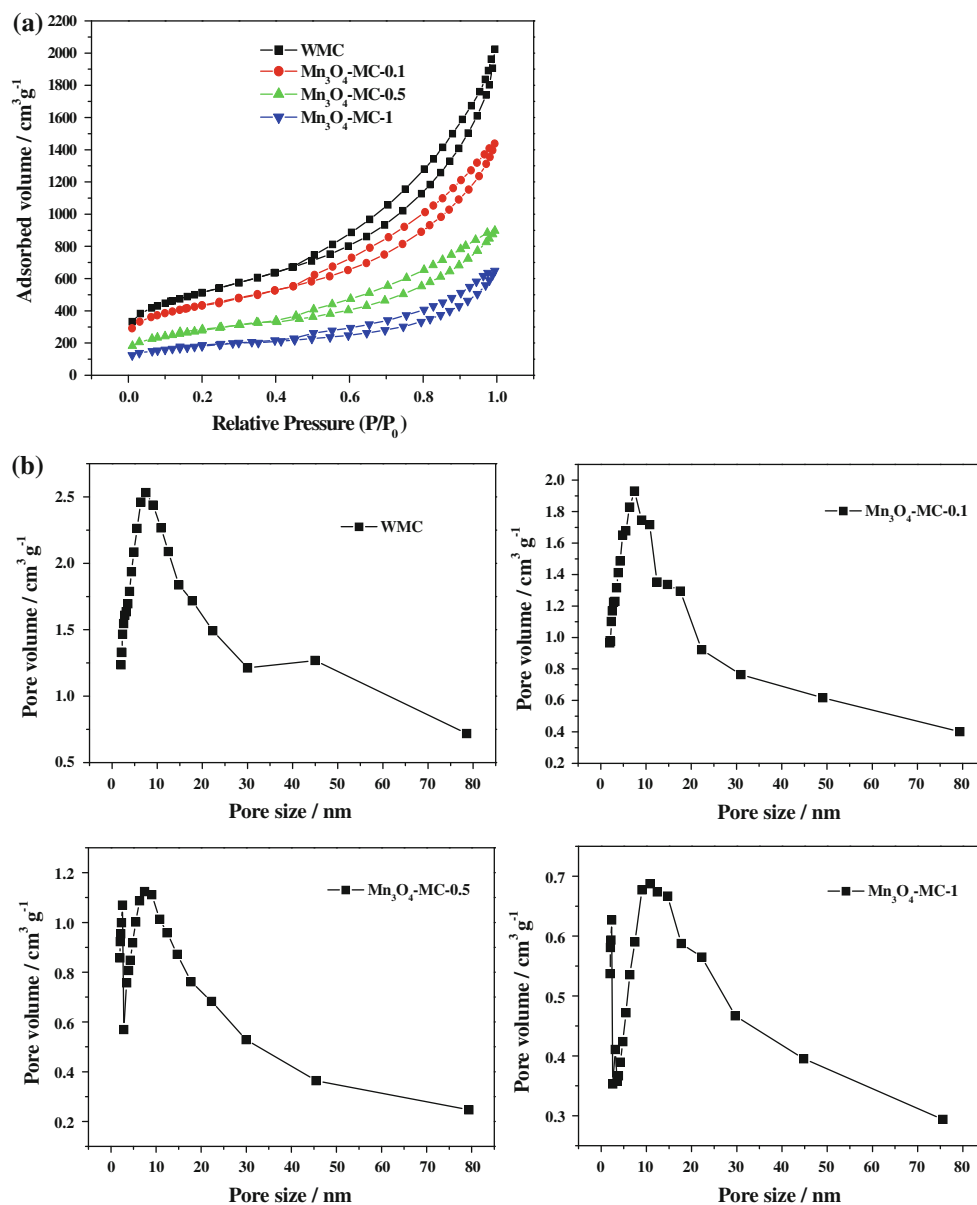 (a)
2200
2000
1800
1600
1400
1200
1000
800
600
400
200
0
Adsorbed volume / cm³g⁻¹
WMC
Mn₃O₄-MC-0.1
Mn₃O₄-MC-0.5
Mn₃O₄-MC-1
0.0 0.2 0.4 0.6 0.8 1.0
Relative Pressure (P/P₀)
(b)
2.5
2.0
1.5
1.0
0.5
Pore volume / cm³ g⁻¹
WMC
0 10 20 30 40 50 60 70 80
Pore size / nm
2.0
1.8
1.6
1.4
1.2
1.0
0.8
0.6
0.4
0.2
Pore volume / cm³ g⁻¹
Mn₃O₄-MC-0.1
0 10 20 30 40 50 60 70 80
Pore size / nm
1.2
1.0
0.8
0.6
0.4
0.2
Pore volume / cm³ g⁻¹
Mn₃O₄-MC-0.5
0 10 20 30 40 50 60 70 80
Pore size / nm
0.7
0.6
0.5
0.4
0.3
Pore volume / cm³ g⁻¹
Mn₃O₄-MC-1
0 10 20 30 40 50 60 70 80
Pore size / nm